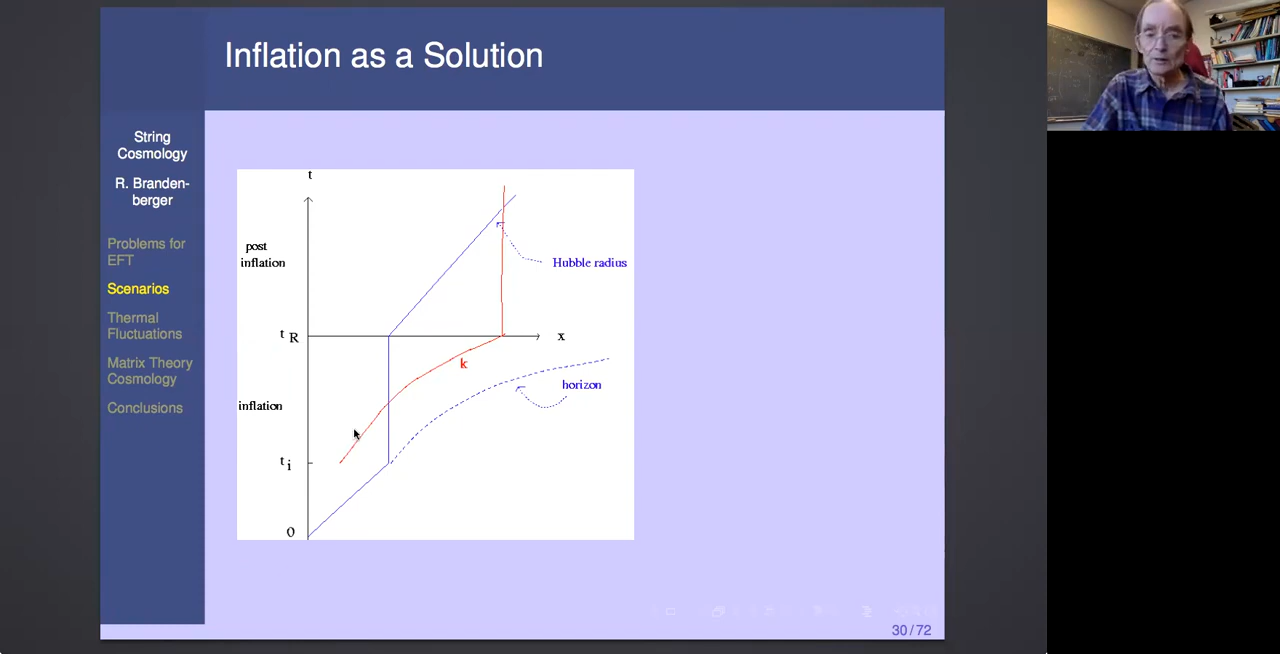 Inflation as a Solution
String
Cosmology
R. Branden-
berger
Problems for
EFT
Scenarios
Thermal
Fluctuations
Matrix Theory
Cosmology
Conclusions
t
post
inflation
Hubble radius
t R
x
k
horizon
inflation
t i
0
30/72